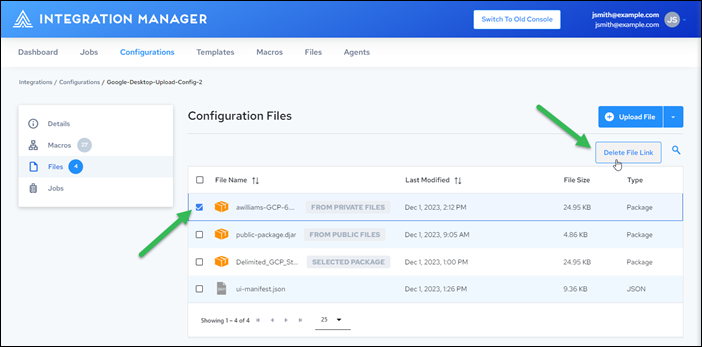 INTEGRATION MANAGER
Switch To Old Console
jsmith@example.com
jsmith@example.com
JS
Dashboard Jobs Configurations Templates Macros Files Agents
Integrations / Configurations / Google-Desktop-Upload-Config-2
Details
Macros 27
Files 4
Jobs
Configuration Files
Upload File
Delete File Link
File Name Last Modified File Size Type
awilliams-GCP-6.... FROM PRIVATE FILES Dec 1, 2023, 2:12 PM 24.95 KB Package
public-package.djar FROM PUBLIC FILES Dec 1, 2023, 9:05 AM 4.86 KB Package
Delimited_GCP_St... SELECTED PACKAGE Dec 1, 2023, 1:00 PM 24.95 KB Package
ui-manifest.json Dec 1, 2023, 1:26 PM 9.36 KB JSON
Showing 1 – 4 of 4 25